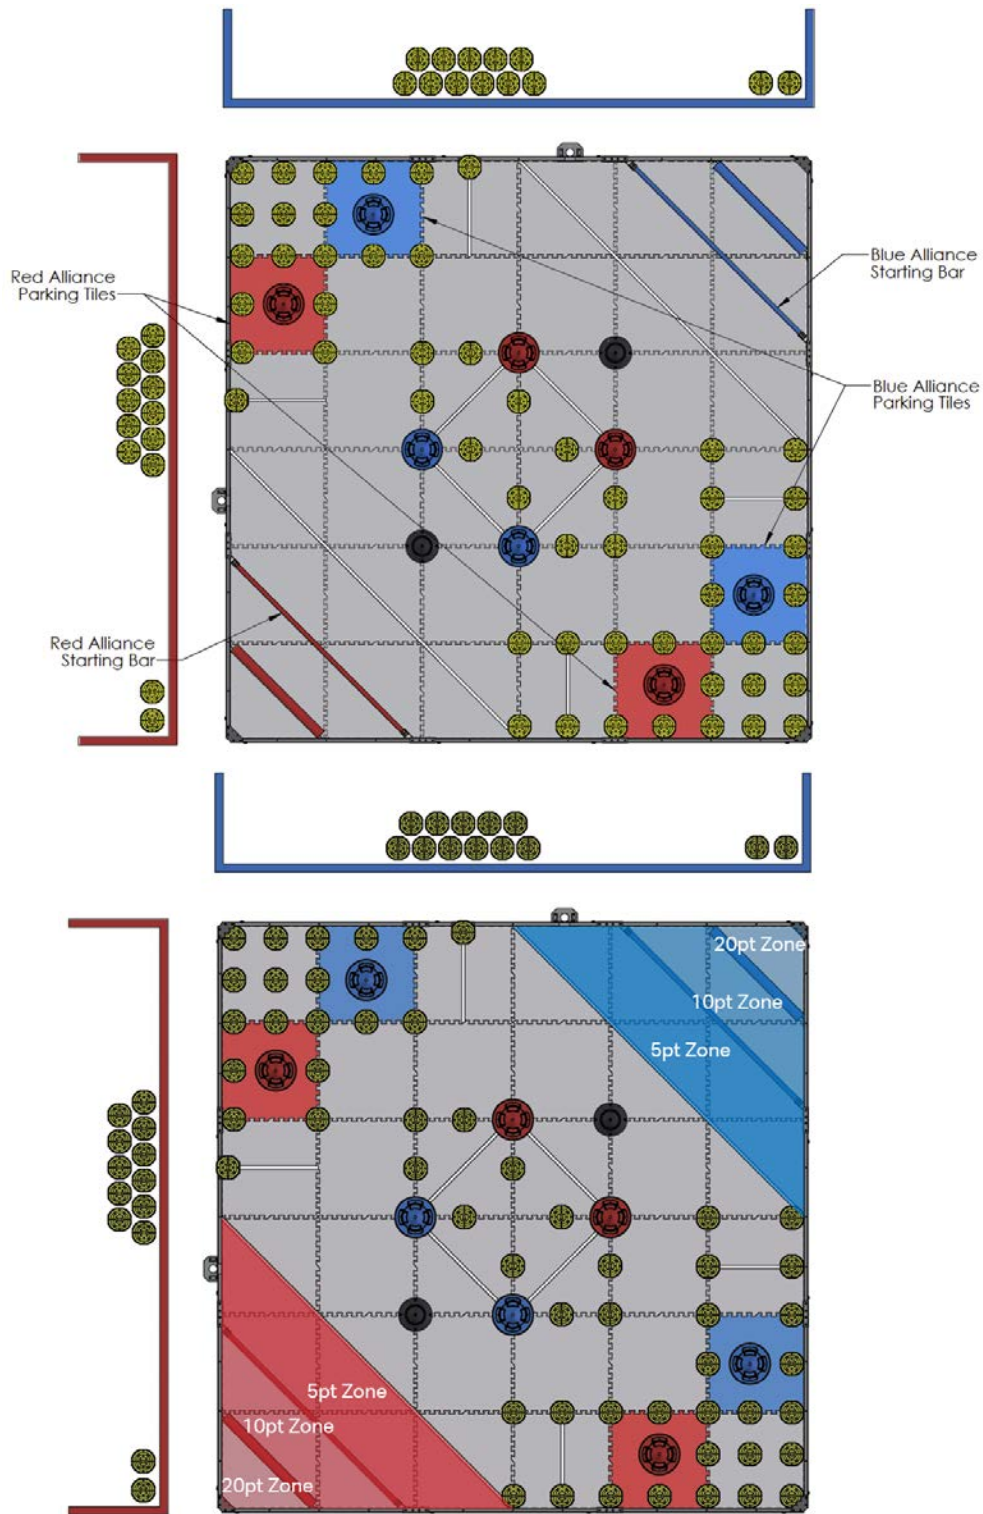 Blue Alliance
Starting Bar
Red Alliance
Parking Tiles
Blue Alliance
Parking Tiles
Red Alliance
Starting Bar
20pt Zone
10pt Zone
5pt Zone
5pt Zone
10pt Zone
20pt Zone